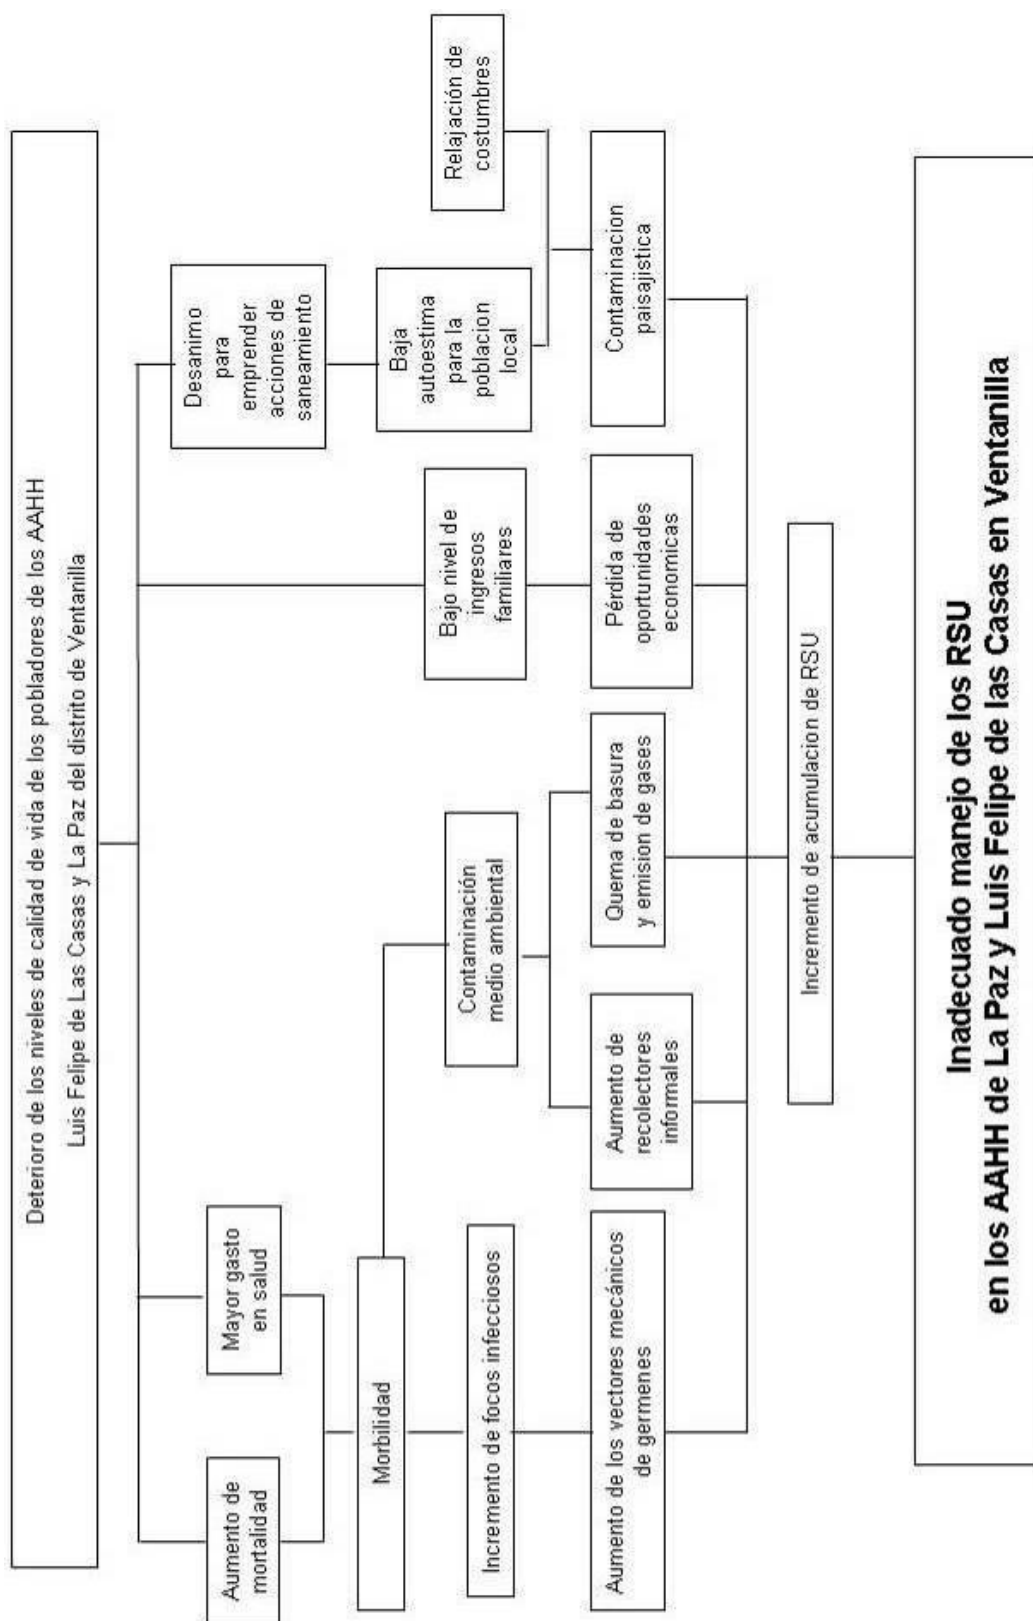 Deterioro de los niveles de calidad de vida de los pobladores de los AAHH
Luis Felipe de Las Casas y La Paz del distrito de Ventanilla
Aumento de
mortalidad
Mayor gasto
en salud
Desanimo
para
emprender
acciones de
saneamiento
Morbilidad
Baja
autoestima
para la
poblacion
local
Relajación de
costumbres
Incremento de focos infecciosos
Contaminación
medio ambiental
Bajo nivel de
ingresos
familiares
Aumento de los vectores mecánicos
de germenes
Aumento de
recolectores
informales
Quema de basura
y emision de gases
Pérdida de
oportunidades
economicas
Contaminacion
paisajistica
Incremento de acumulacion de RSU
Inadecuado manejo de los RSU
en los AAHH de La Paz y Luis Felipe de las Casas en Ventanilla